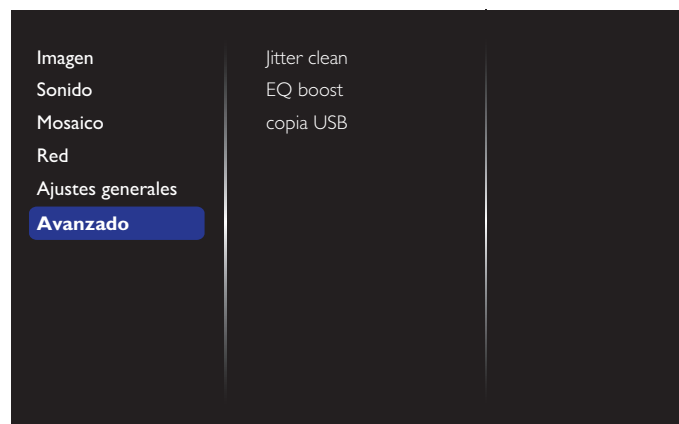 Imagen
Sonido
Mosaico
Red
Ajustes generales
Avanzado
Jitter clean
EQ boost
copia USB